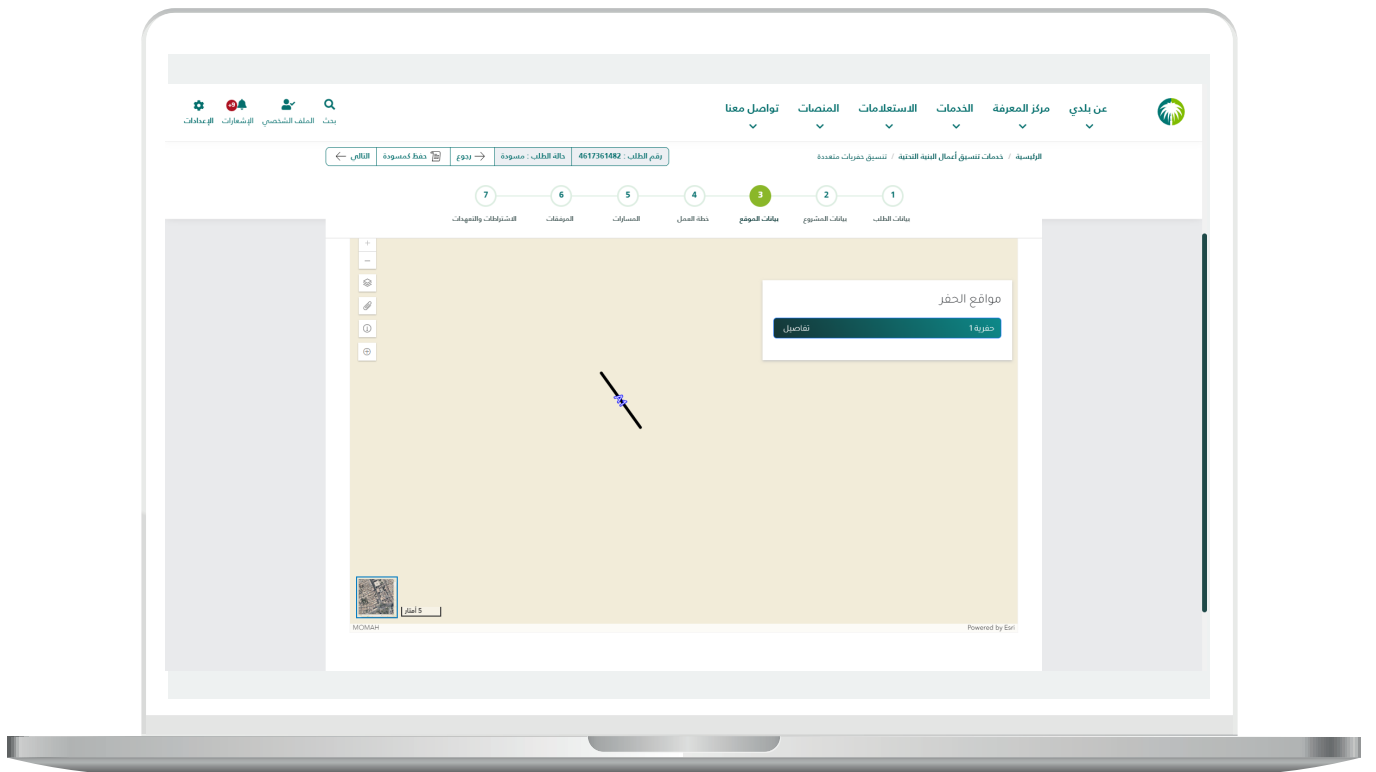 عن بلدي
مركز المعرفة
الخدمات
الاستعلامات
المنصات
تواصل معنا
بحث
الملف الشخصي
+9
الإشعارات
الإعدادات
الرئيسية / خدمات تنسيق أعمال البنية التحتية / تنسيق حفريات متعددة
رقم الطلب : 4617361482
حالة الطلب : مسودة
رجوع
حفظ كمسودة
التالي
1
2
3
4
5
6
7
بيانات الطلب
بيانات المشروع
بيانات الموقع
خطة العمل
المسارات
المرفقات
الاشتراطات والتعهدات
مواقع الحفر
حفرية 1
تفاصيل
5 أمتار
MOMAH
Powered by Esri